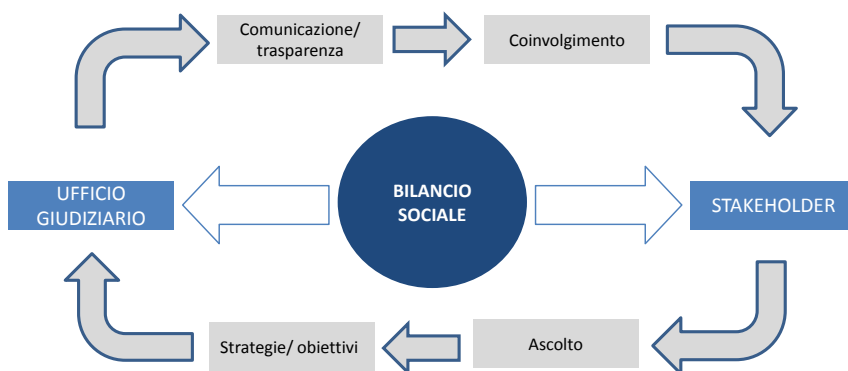 Comunicazione/
trasparenza
Coinvolgimento
UFFICIO
GIUDIZIARIO
BILANCIO
SOCIALE
STAKEHOLDER
Strategie/ obiettivi
Ascolto